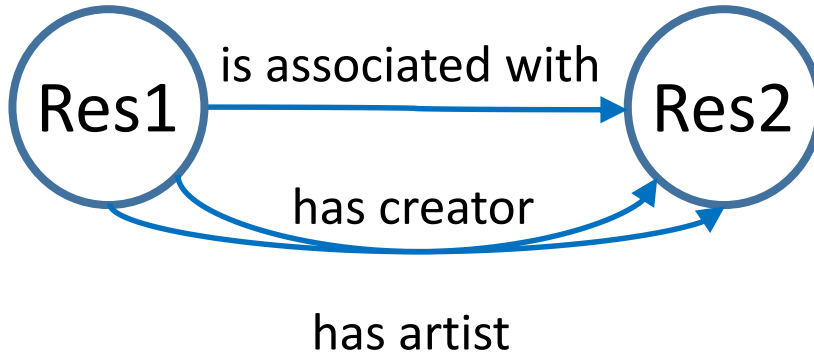 is associated with
Res1
Res2
has creator
has artist